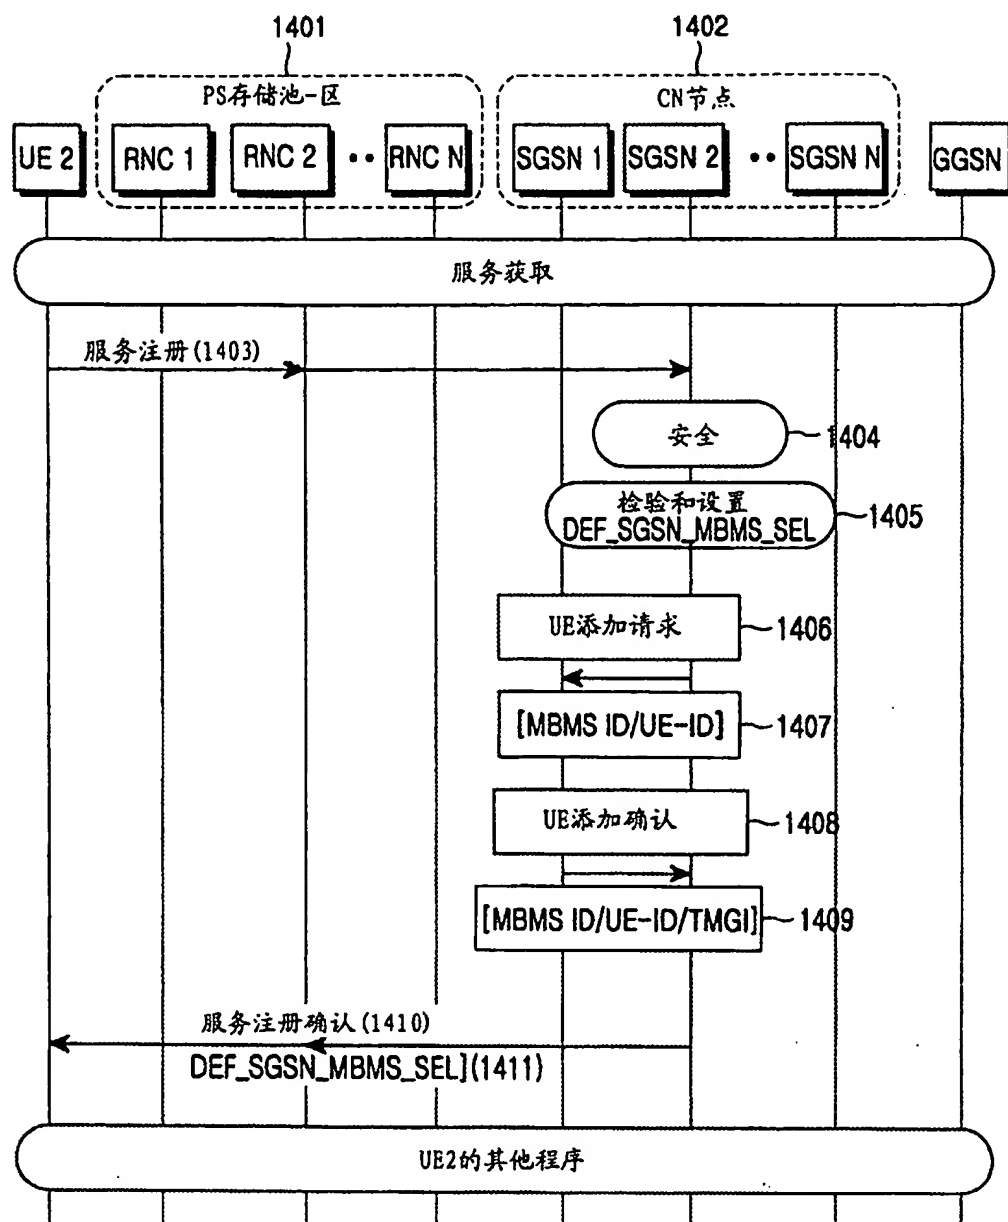 1401
1402
PS存储池-区
CN节点
UE 2
RNC 1
RNC 2
RNC N
SGSN 1
SGSN 2
SGSN N
GGSN
服务获取
服务注册(1403)
安全
1404
检验和设置
DEF_SGSN_MBMS_SEL
1405
UE添加请求
1406
[MBMS ID/UE-ID]
1407
UE添加确认
1408
[MBMS ID/UE-ID/TMGI]
1409
服务注册确认(1410)
DEF_SGSN_MBMS_SEL](1411)
UE2的其他程序